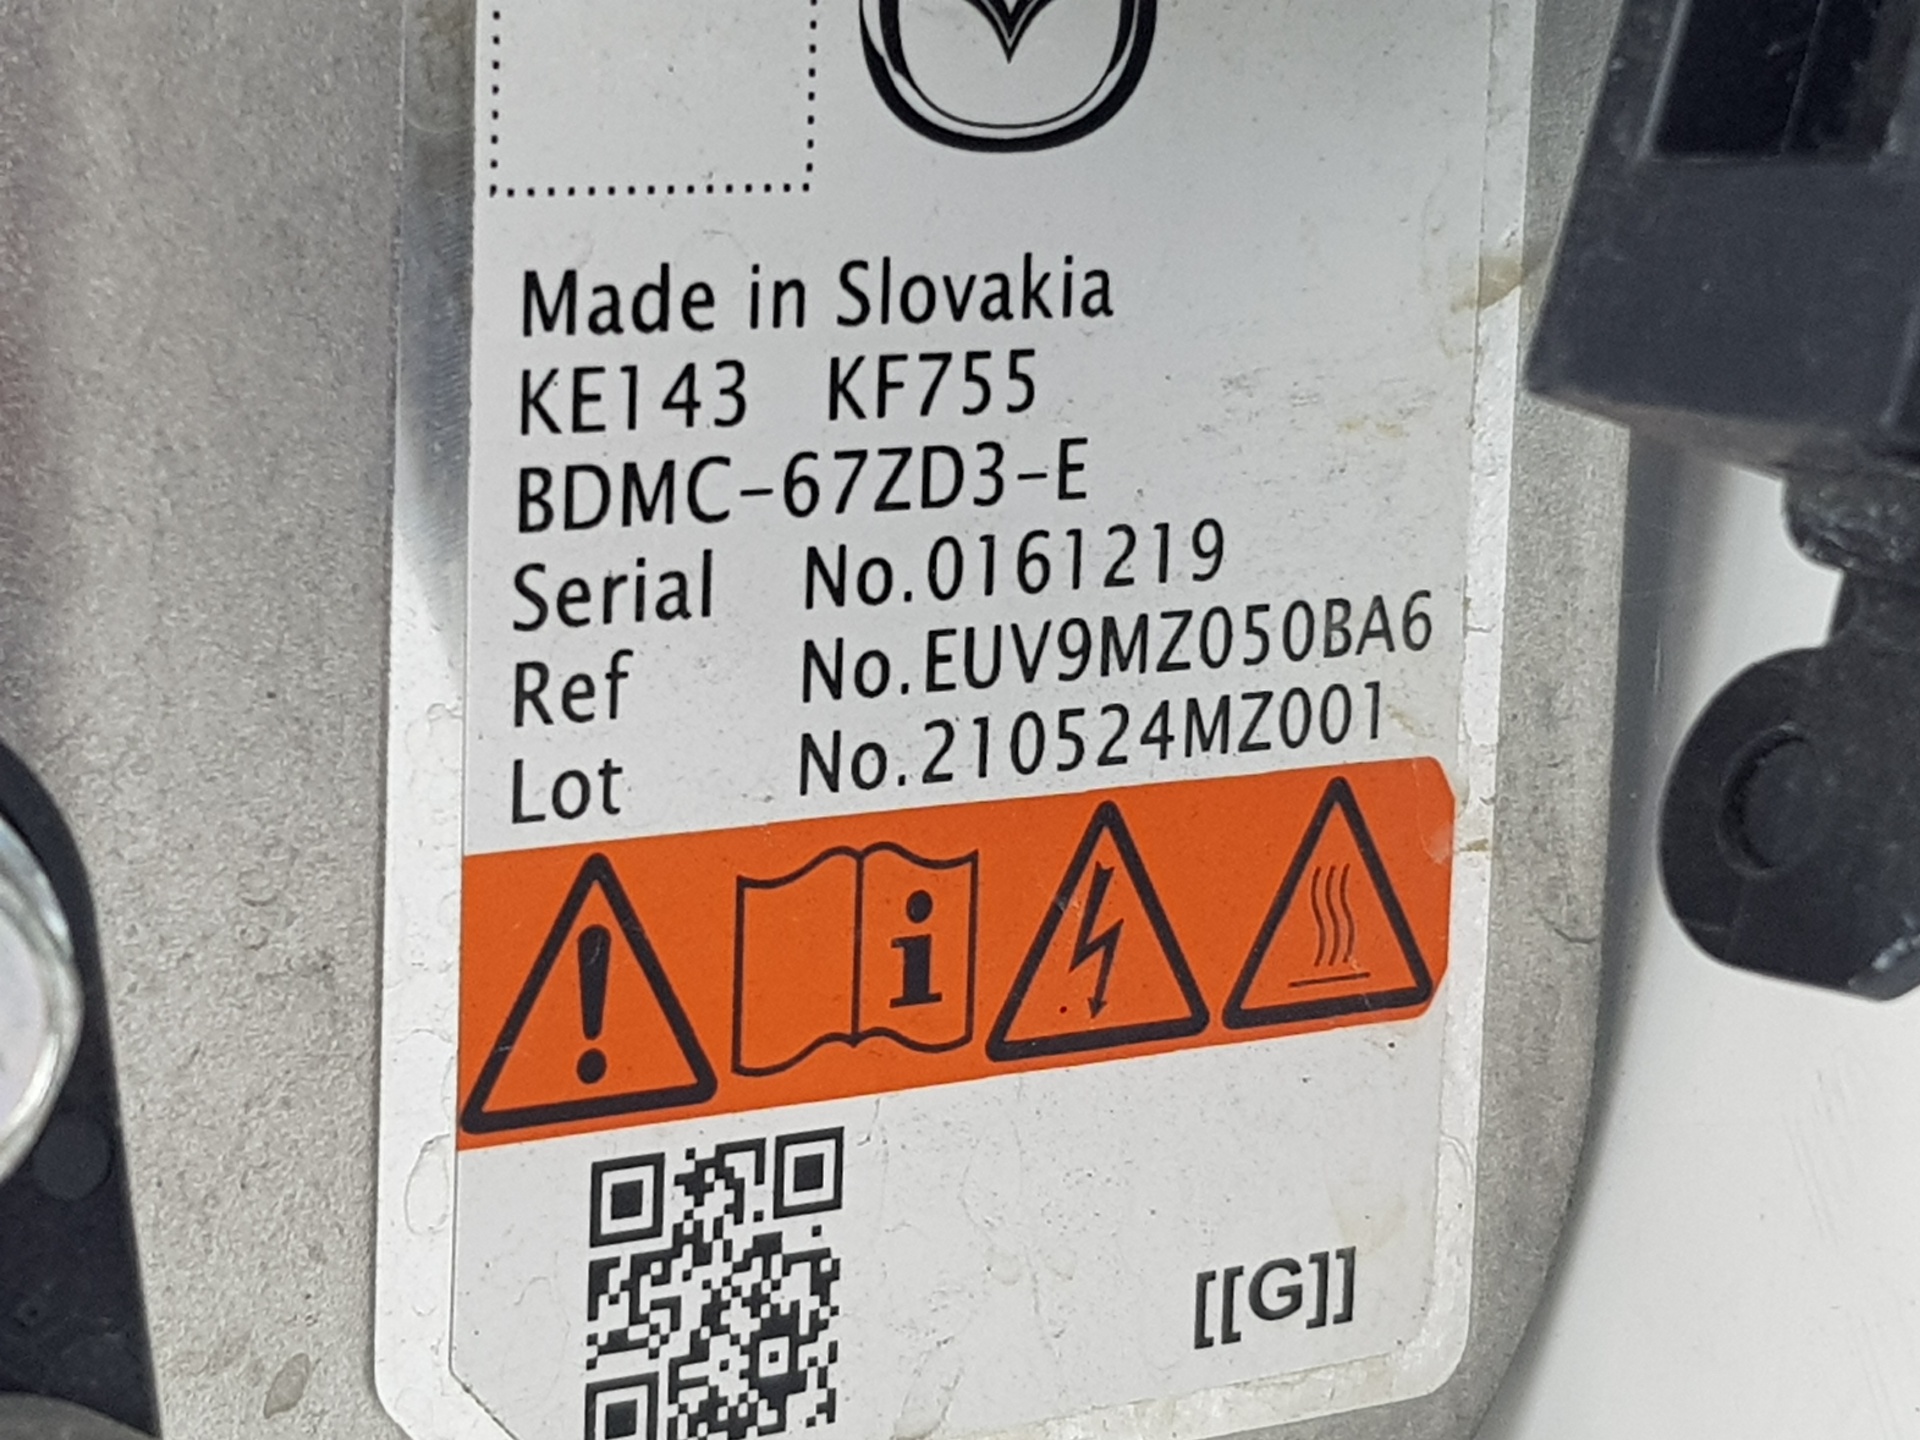 Made in Slovakia
KE143 KF755
BDMC-67ZD3-E
Serial No.0161219
Ref No.EUV9MZ050BA6
Lot No.210524MZ001
[[G]]